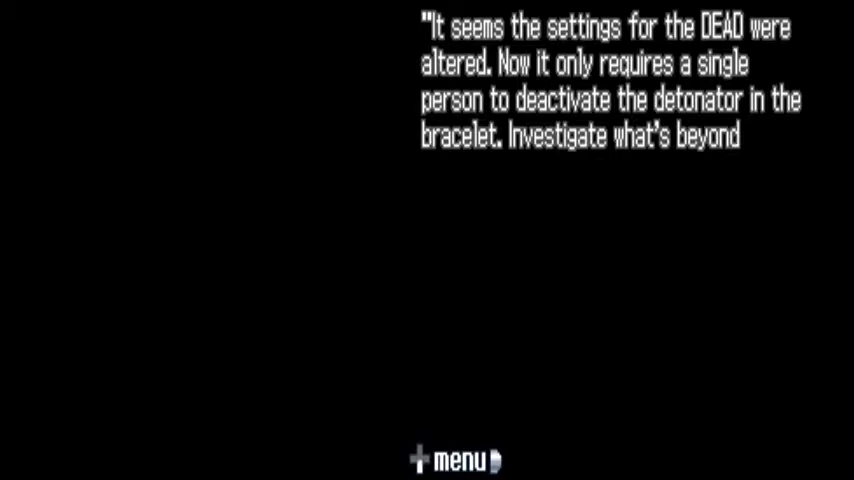 "It seems the settings for the DEAD were
altered. Now it only requires a single
person to deactivate the detonator in the
bracelet. Investigate what's beyond
menu